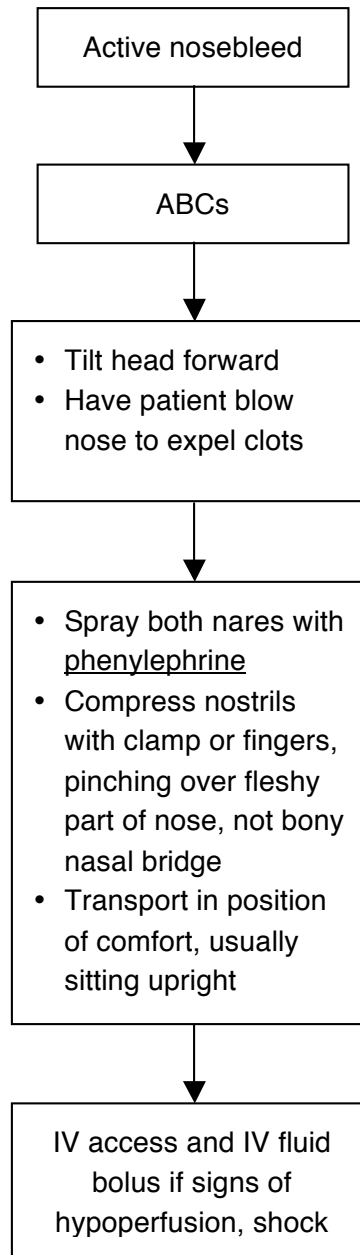 Active nosebleed
ABCs
• Tilt head forward
• Have patient blow
nose to expel clots
• Spray both nares with
phenylephrine
• Compress nostrils
with clamp or fingers,
pinching over fleshy
part of nose, not bony
nasal bridge
• Transport in position
of comfort, usually
sitting upright
IV access and IV fluid
bolus if signs of
hypoperfusion, shock